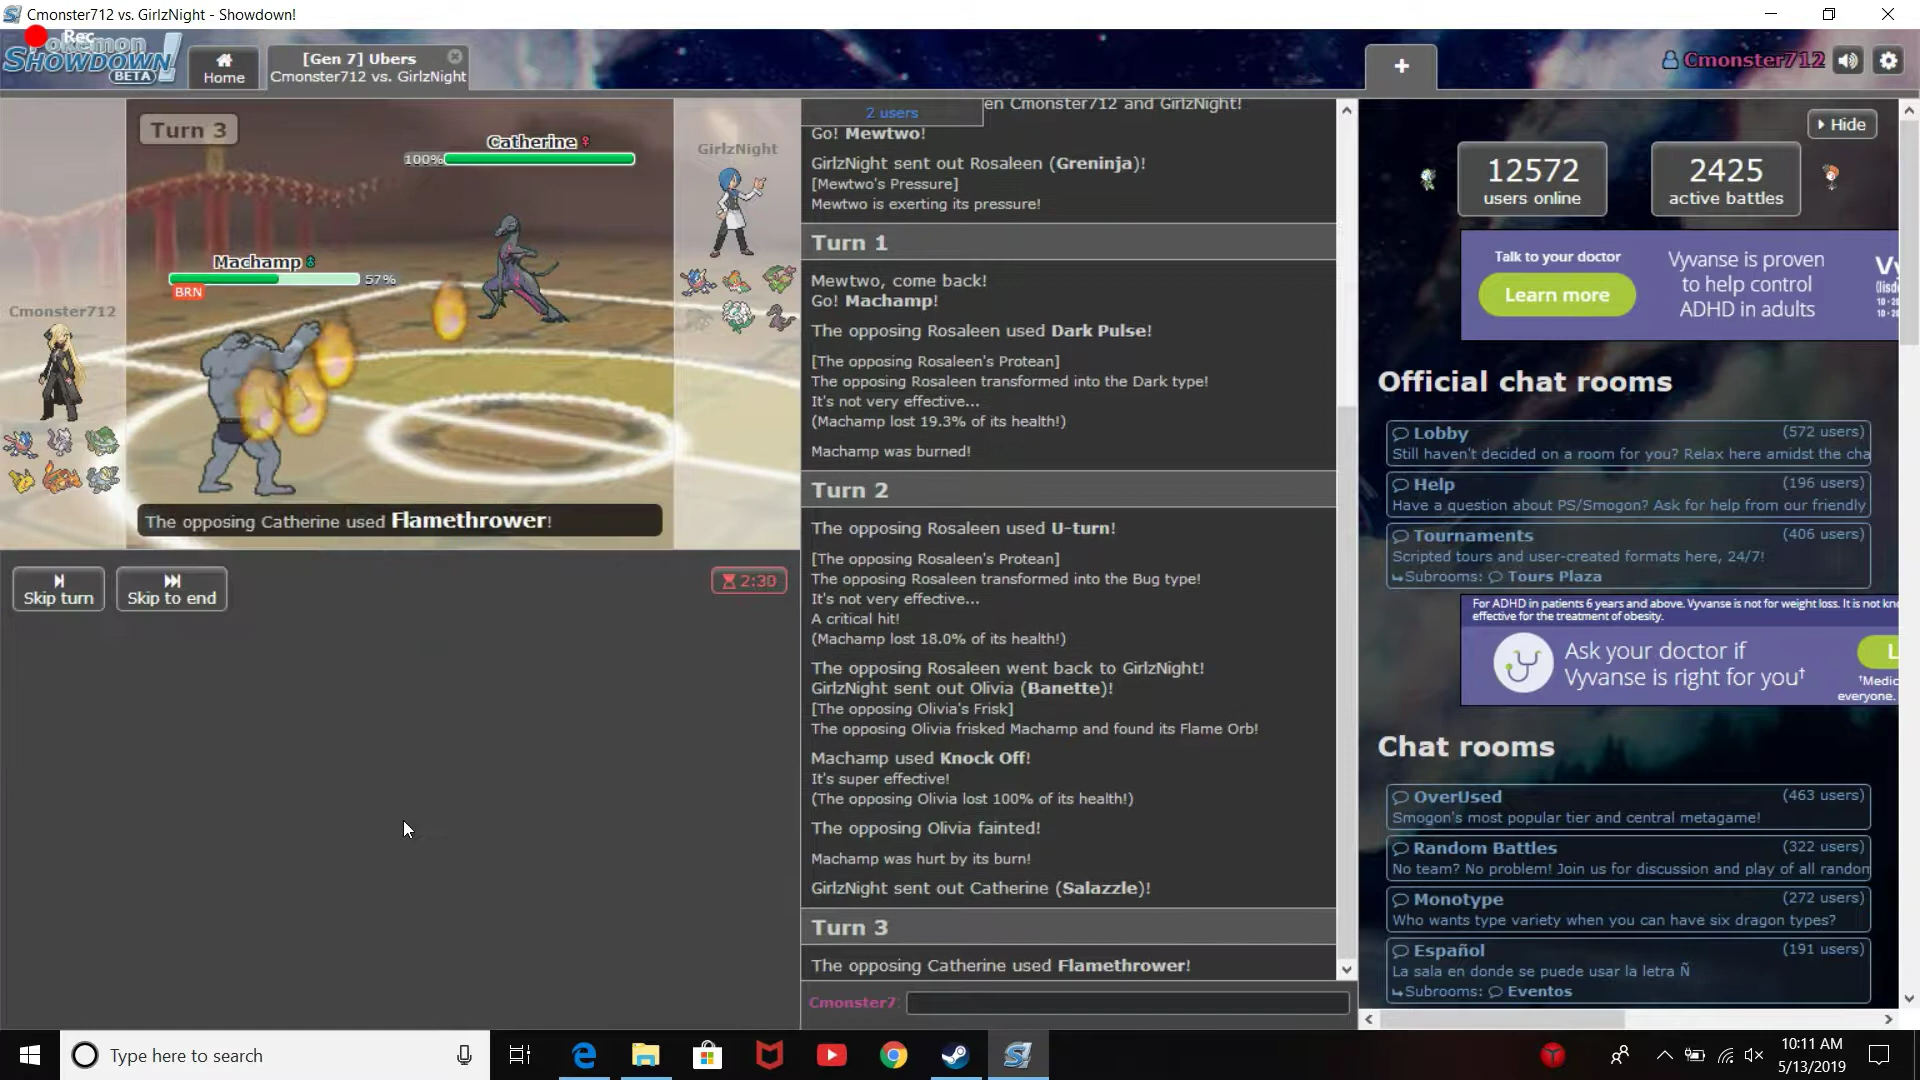 Cmonster712 vs. GirlzNight - Showdown!
Rec
Pokémon
SHOWDOWN!
BETA
Home
[Gen 7] Ubers
Cmonster712 vs. GirlzNight
+
Cmonster712
Turn 3
Catherine
100%
Machamp
57%
BRN
GirlzNight
Cmonster712
The opposing Catherine used Flamethrower!
Skip turn
Skip to end
2:30
2 users
en Cmonster712 and GirlzNight!
Go! Mewtwo!
GirlzNight sent out Rosaleen (Greninja)!
[Mewtwo's Pressure]
Mewtwo is exerting its pressure!
Turn 1
Mewtwo, come back!
Go! Machamp!
The opposing Rosaleen used Dark Pulse!
[The opposing Rosaleen's Protean]
The opposing Rosaleen transformed into the Dark type!
It's not very effective...
(Machamp lost 19.3% of its health!)
Machamp was burned!
Turn 2
The opposing Rosaleen used U-turn!
[The opposing Rosaleen's Protean]
The opposing Rosaleen transformed into the Bug type!
It's not very effective...
A critical hit!
(Machamp lost 18.0% of its health!)
The opposing Rosaleen went back to GirlzNight!
GirlzNight sent out Olivia (Banette)!
[The opposing Olivia's Frisk]
The opposing Olivia frisked Machamp and found its Flame Orb!
Machamp used Knock Off!
It's super effective!
(The opposing Olivia lost 100% of its health!)
The opposing Olivia fainted!
Machamp was hurt by its burn!
GirlzNight sent out Catherine (Salazzle)!
Turn 3
The opposing Catherine used Flamethrower!
Cmonster7
Hide
12572
users online
2425
active battles
Talk to your doctor
Learn more
Vyvanse is proven
to help control
ADHD in adults
Official chat rooms
Lobby (572 users)
Still haven't decided on a room for you? Relax here amidst the cha
Help (196 users)
Have a question about PS/Smogon? Ask for help from our friendly
Tournaments (406 users)
Scripted tours and user-created formats here, 24/7!
Subrooms: Tours Plaza
For ADHD in patients 6 years and above. Vyvanse is not for weight loss. It is not kn
effective for the treatment of obesity.
Ask your doctor if
Vyvanse is right for you†
L
†Medic
everyone.
Chat rooms
OverUsed (463 users)
Smogon's most popular tier and central metagame!
Random Battles (322 users)
No team? No problem! Join us for discussion and play of all random
Monotype (272 users)
Who wants type variety when you can have six dragon types?
Español (191 users)
La sala en donde se puede usar la letra Ñ
Subrooms: Eventos
Type here to search
10:11 AM
5/13/2019